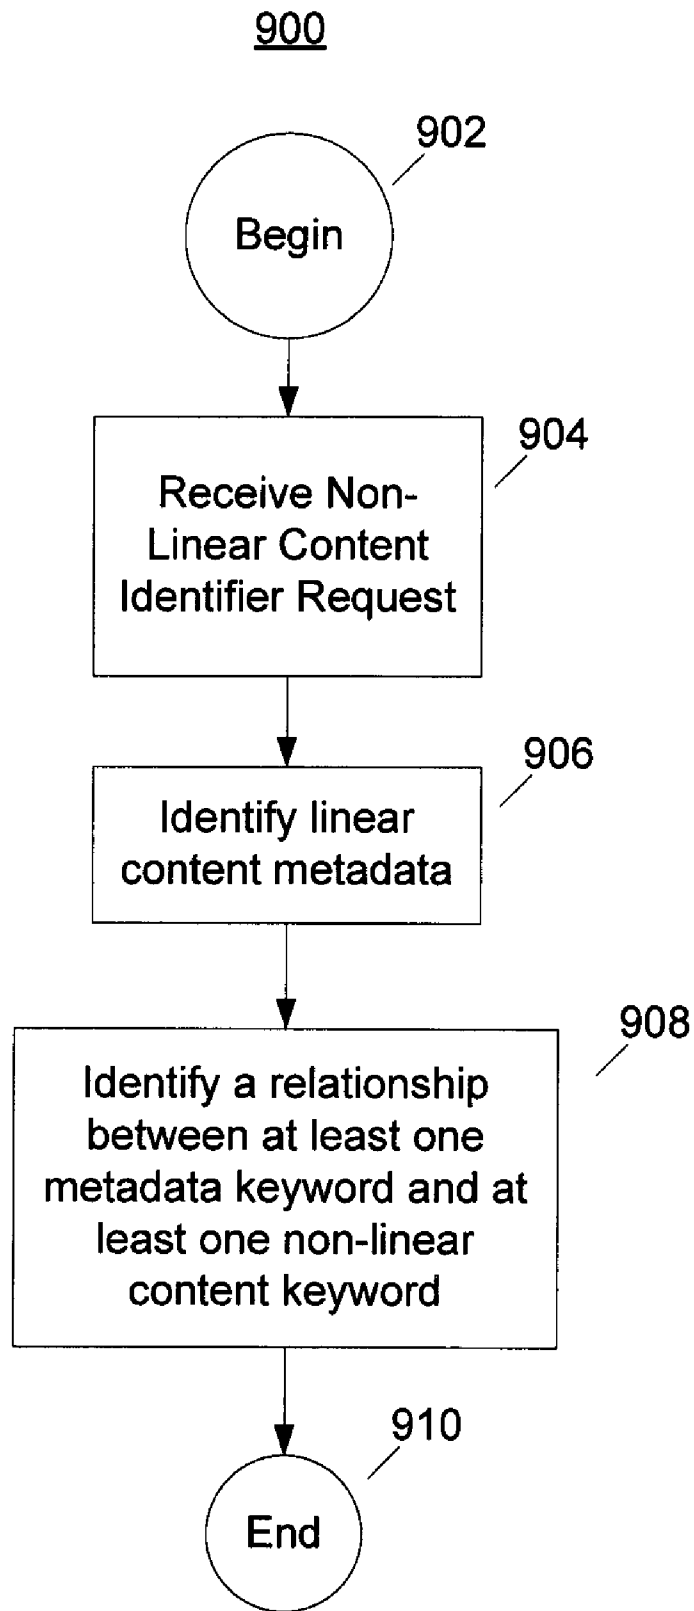 900
902
Begin
904
Receive Non-
Linear Content
Identifier Request
906
Identify linear
content metadata
908
Identify a relationship
between at least one
metadata keyword and at
least one non-linear
content keyword
910
End